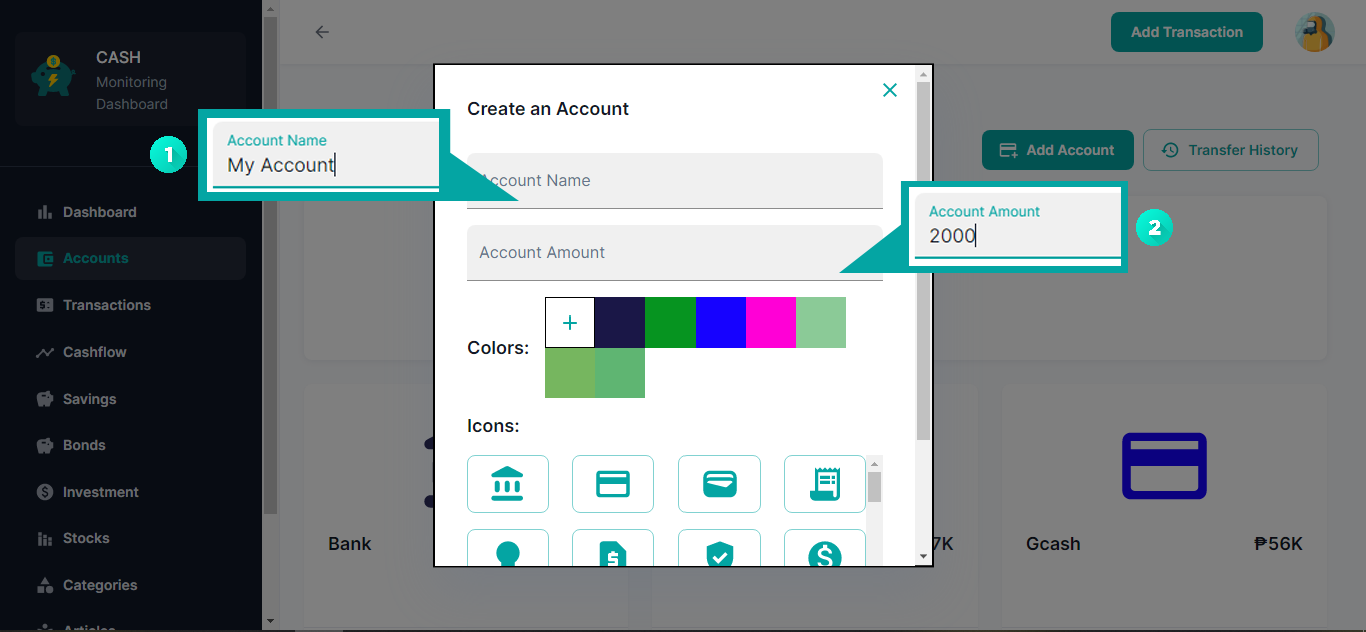 CASH
Monitoring
Dashboard
Dashboard
Accounts
Transactions
Cashflow
Savings
Bonds
Investment
Stocks
Categories
Articles
Add Transaction
Add Account
Transfer History
Create an Account
1
Account Name
My Account
Account Name
Account Amount
2000
2
Account Amount
Colors:
+
Icons:
Bank
7K
Gcash
₱56K